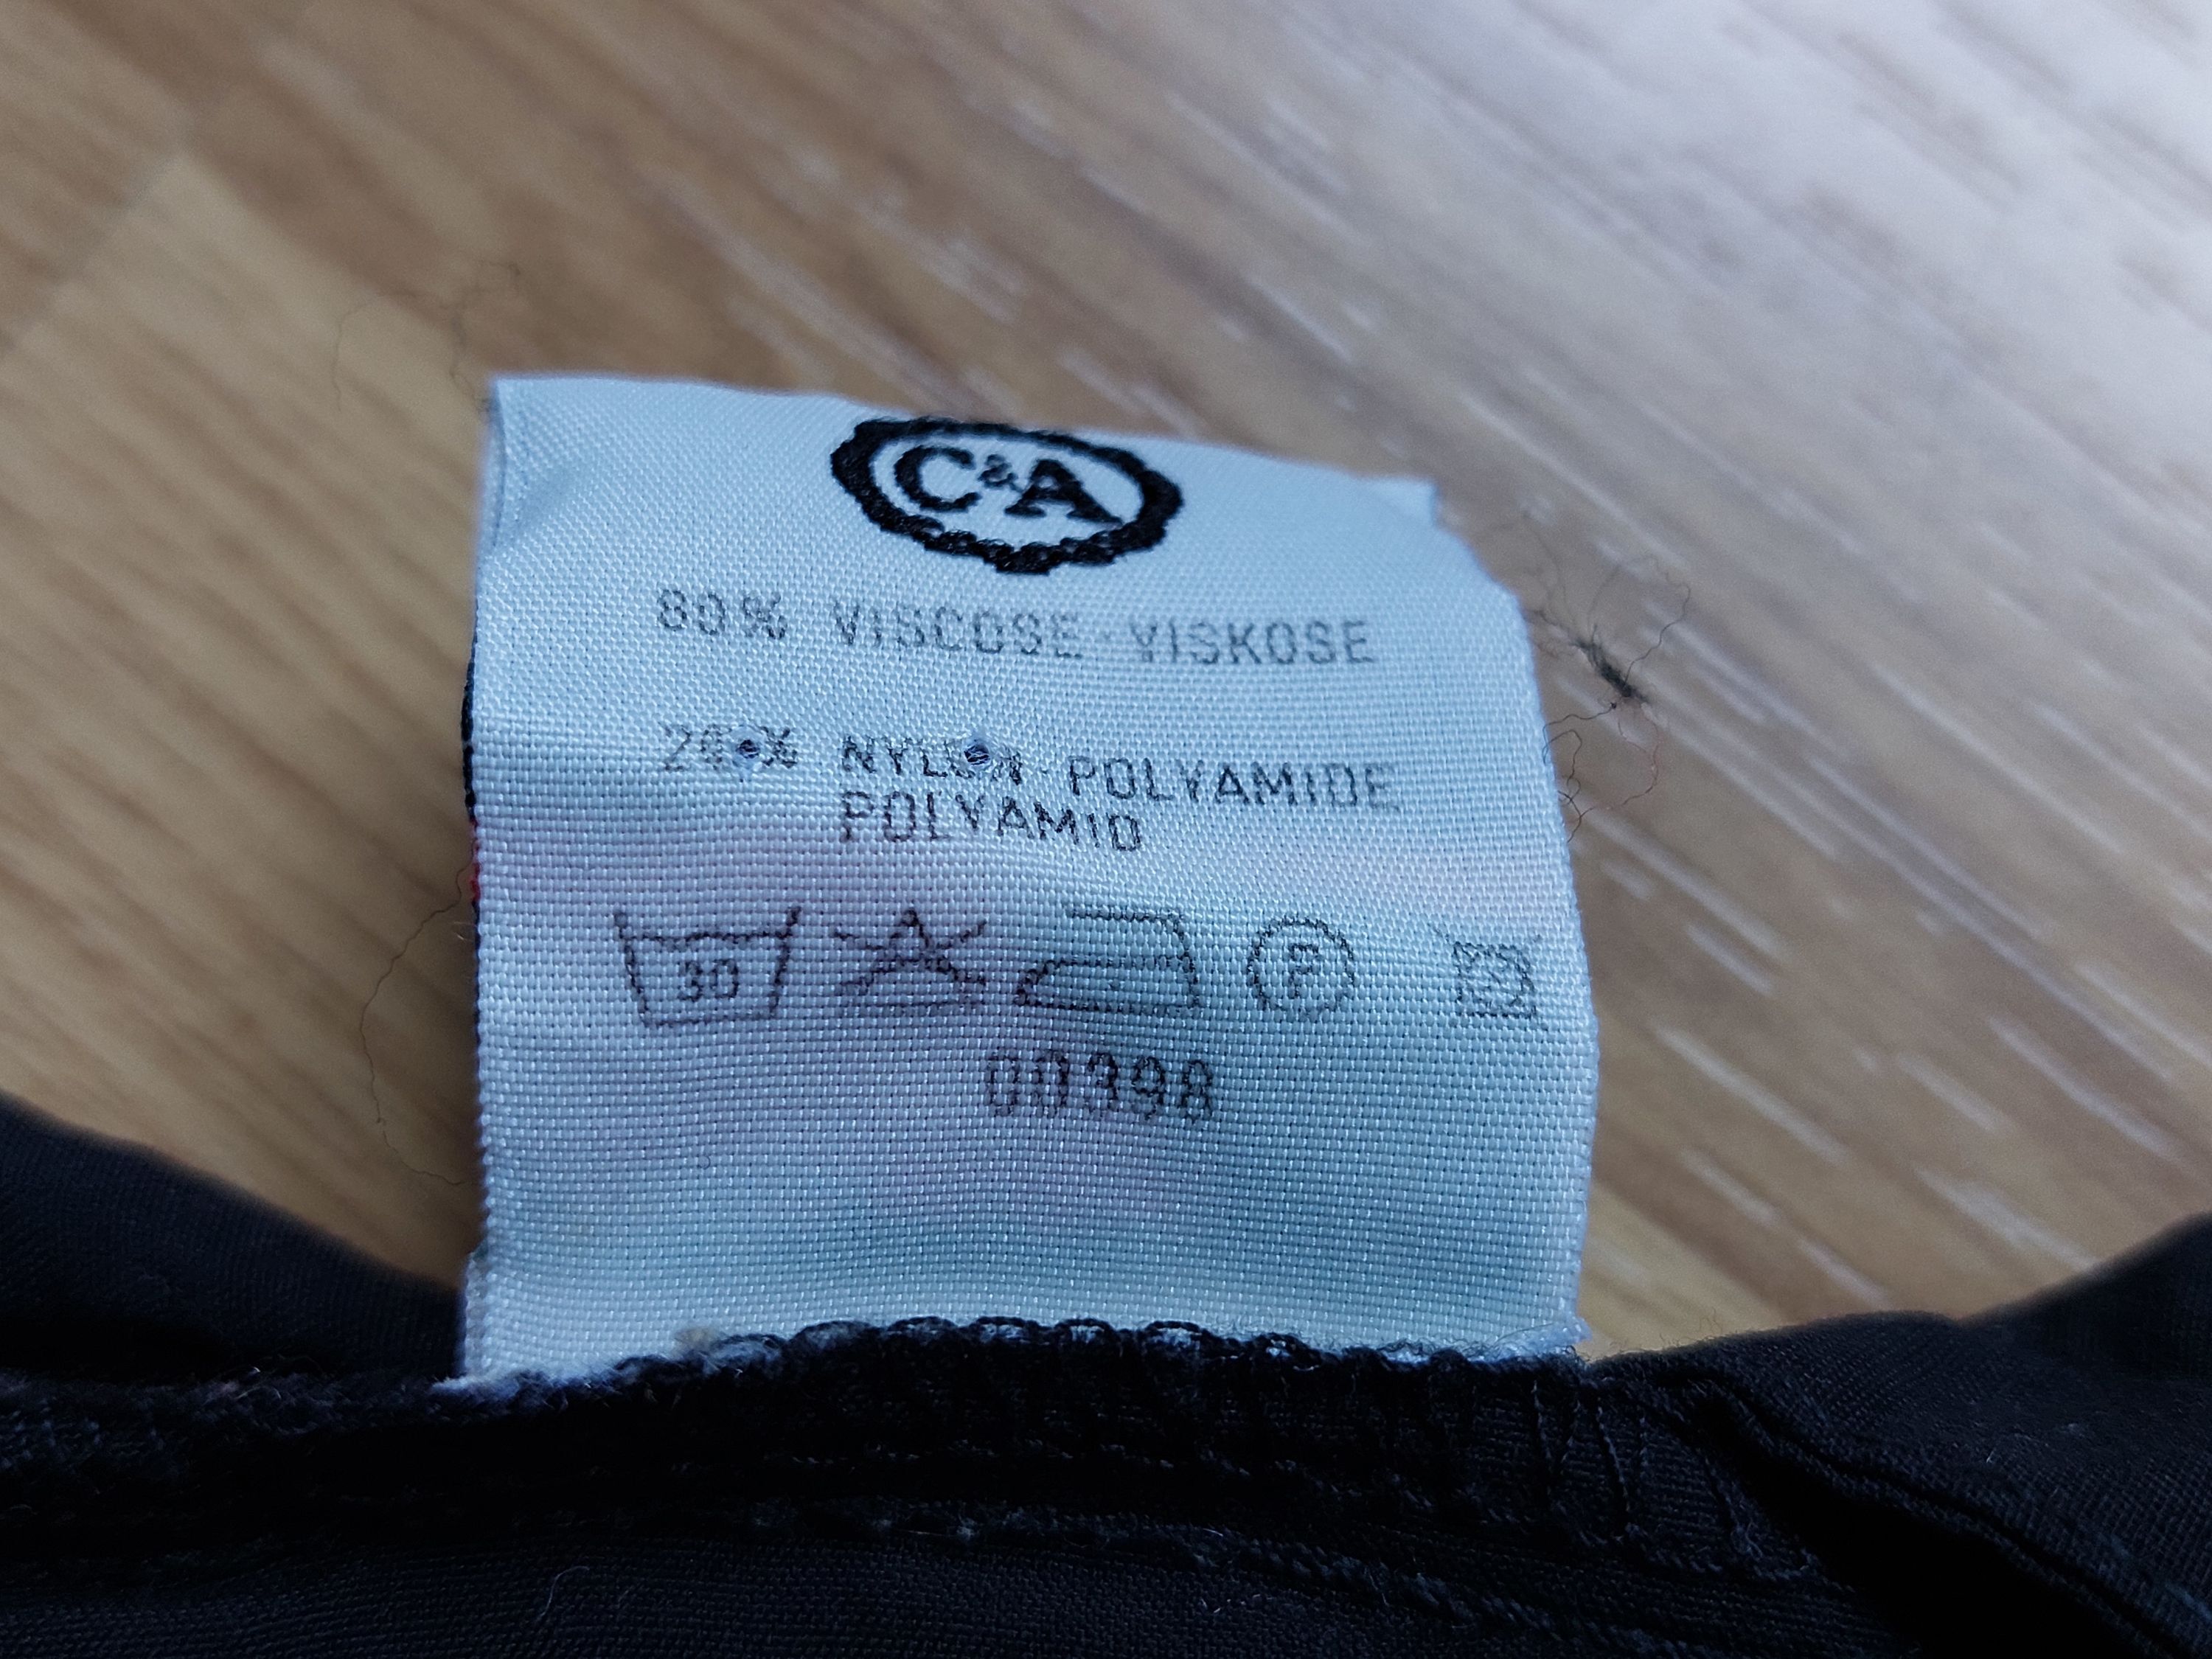 C&A
80% VISCOSE-VISKOSE
20% NYLON-POLYAMIDE
POLYAMID
30 P
00398